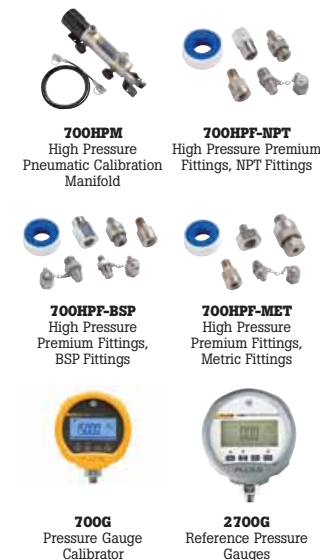 700HPM
High Pressure
Pneumatic Calibration
Manifold
700HPF-NPT
High Pressure Premium
Fittings, NPT Fittings
700HPF-BSP
High Pressure
Premium Fittings,
BSP Fittings
700HPF-MET
High Pressure
Premium Fittings,
Metric Fittings
FLUKE
700G
Pressure Gauge
Calibrator
2700G
Reference Pressure
Gauges